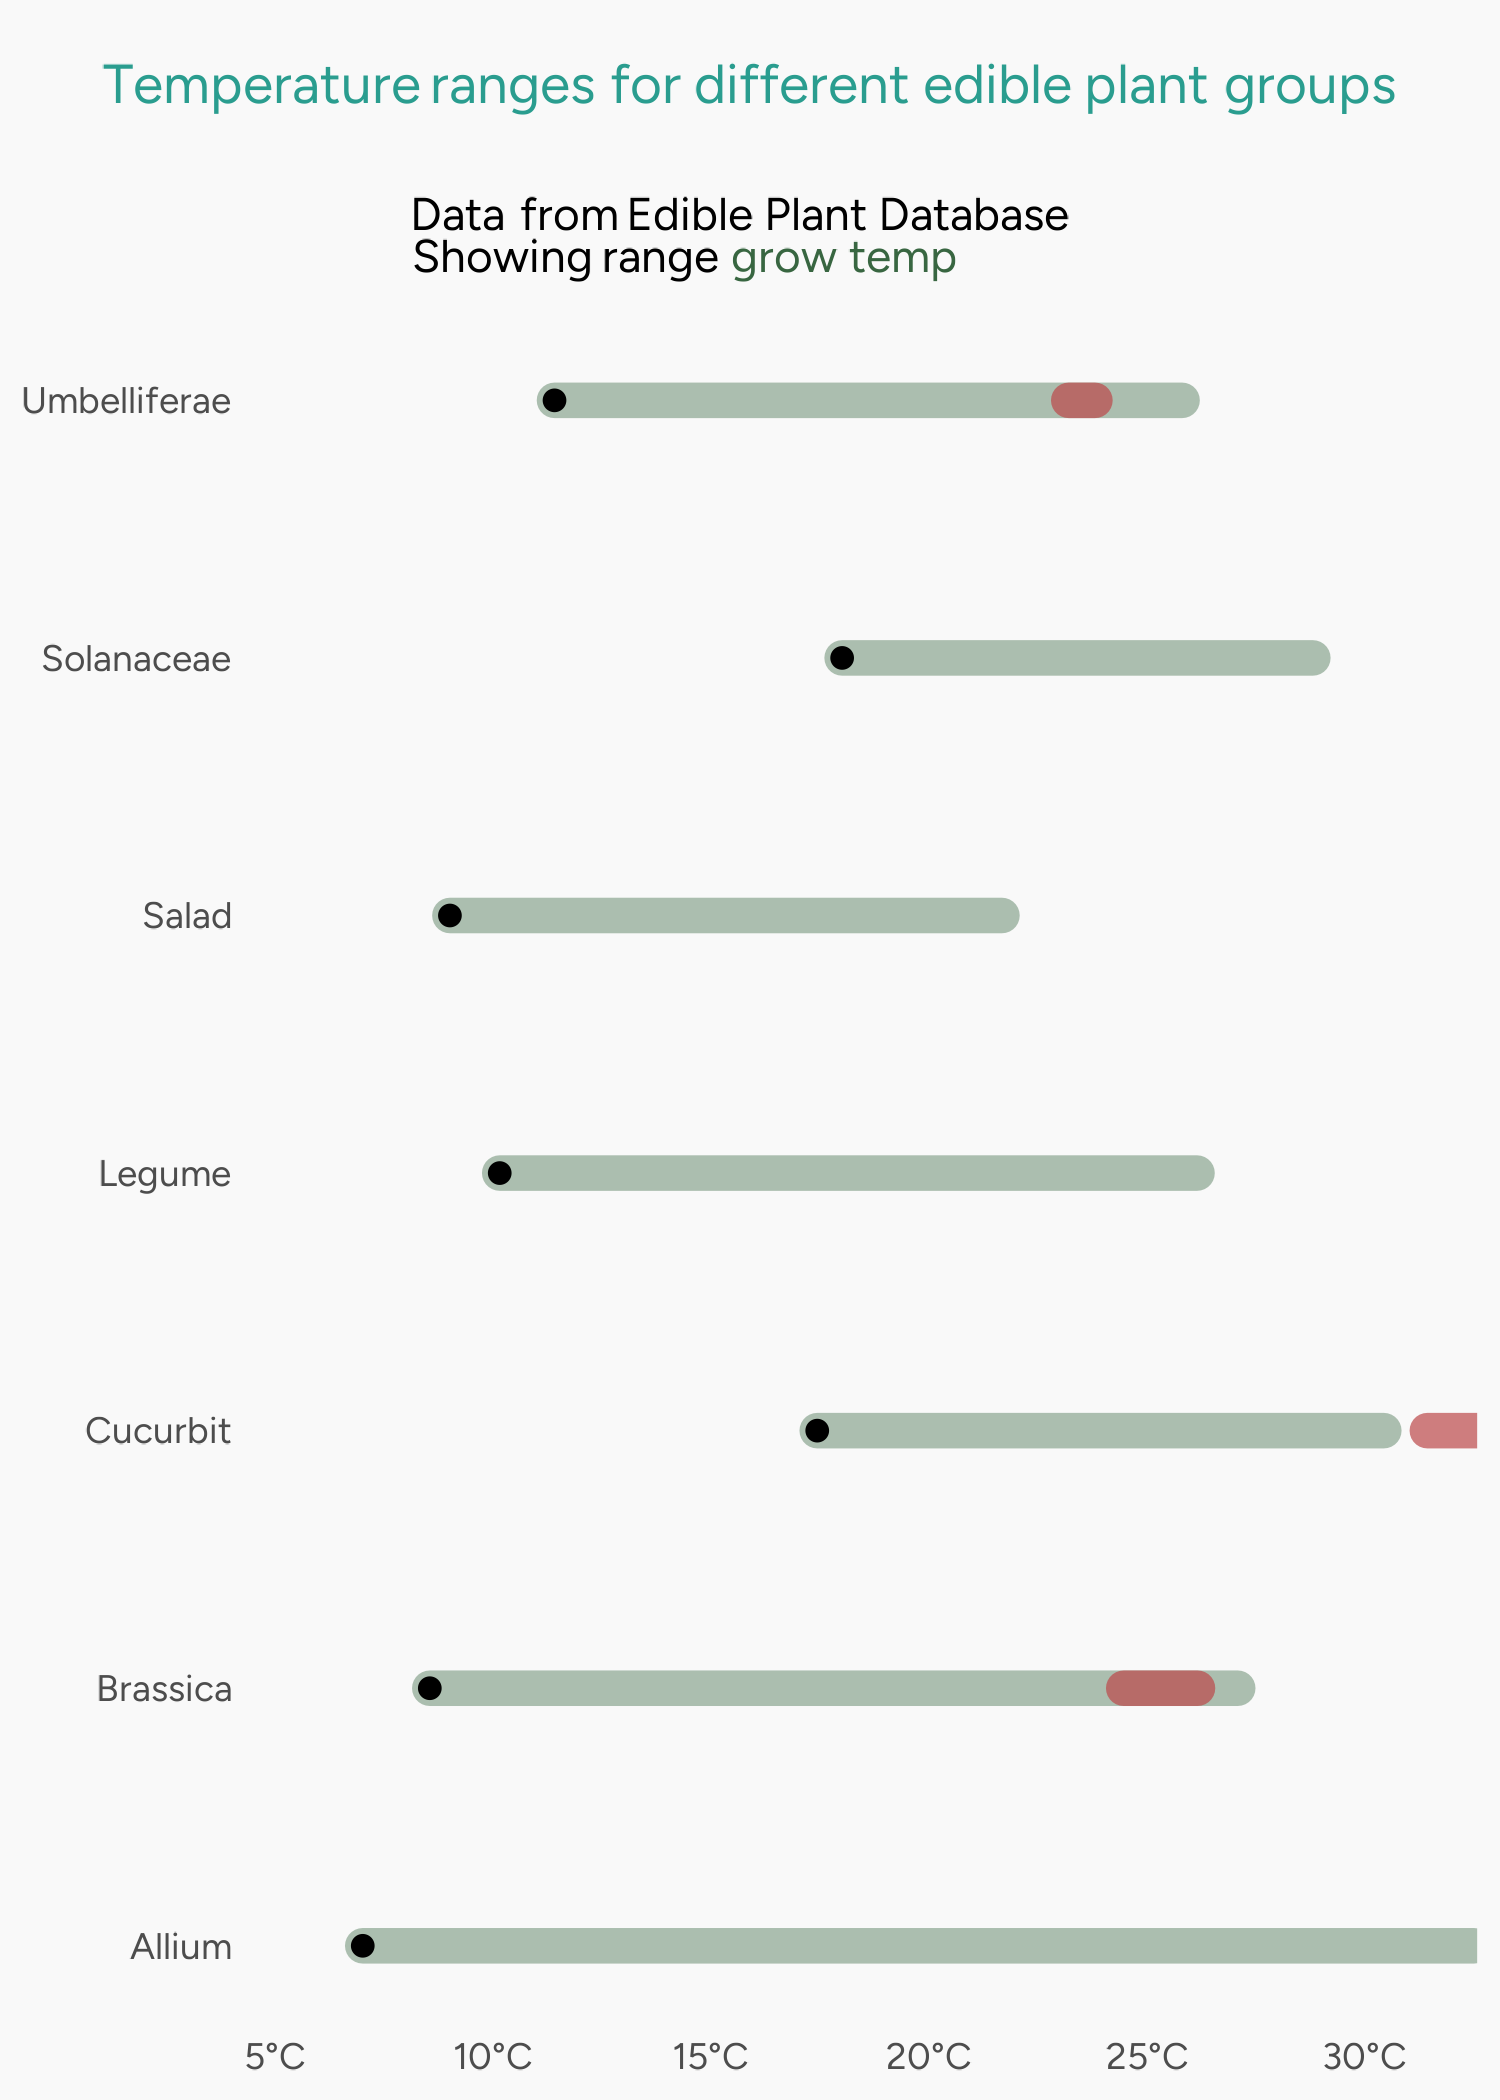 Temperature ranges for different edible plant groups
Data from Edible Plant Database
Showing range grow temp
Umbelliferae
Solanaceae
Salad
Legume
Cucurbit
Brassica
Allium
5°C 10°C 15°C 20°C 25°C 30°C